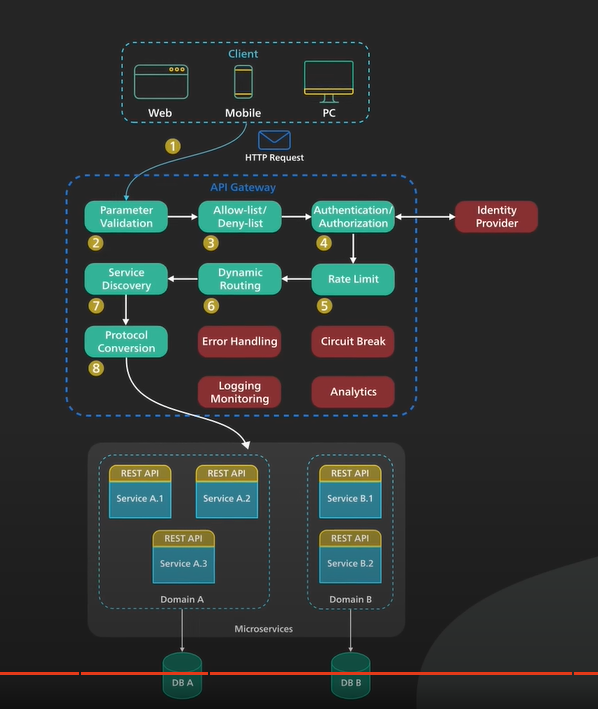 Client
Web
Mobile
PC
1
HTTP Request
API Gateway
Parameter
Validation
2
Allow-list/
Deny-list
3
Authentication/
Authorization
4
Identity
Provider
Service
Discovery
7
Dynamic
Routing
6
Rate Limit
5
Protocol
Conversion
8
Error Handling
Circuit Break
Logging
Monitoring
Analytics
REST API
Service A.1
REST API
Service A.2
REST API
Service B.1
REST API
Service A.3
REST API
Service B.2
Domain A
Domain B
Microservices
DB A
DB B